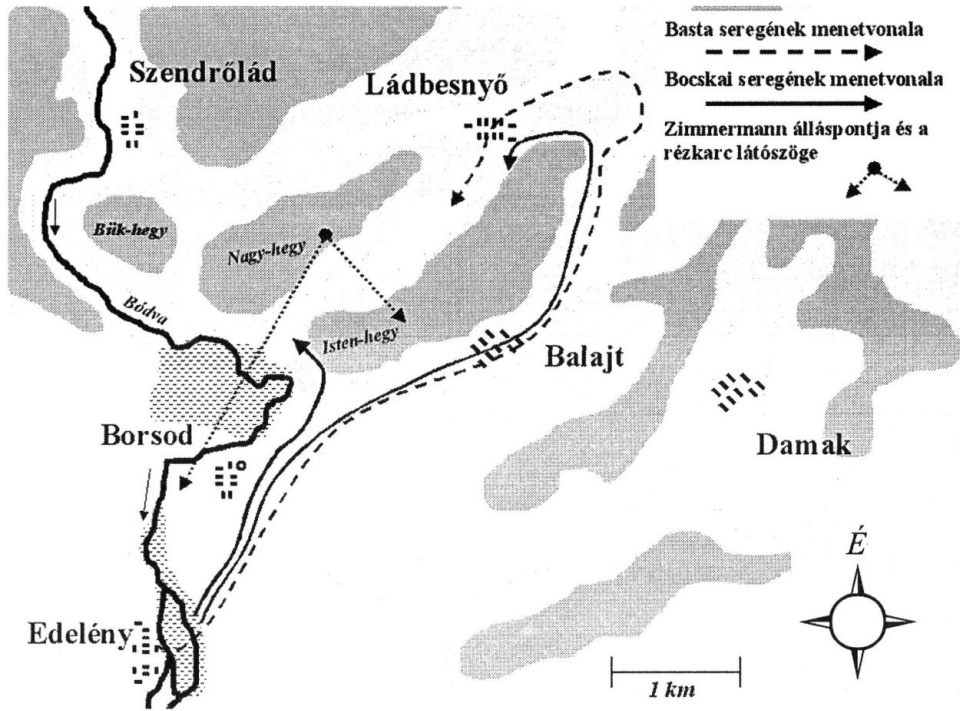 Basta seregének menetvonala
Bocskai seregének menetvonala
Zimmermann álláspontja és a
rézkarc látószöge
Szendrőlád
Ládbesnyő
Bük-hegy
Nagy-hegy
Bódva
Isten-hegy
Balajt
Borsod
Damak
Edelény
É
1 km